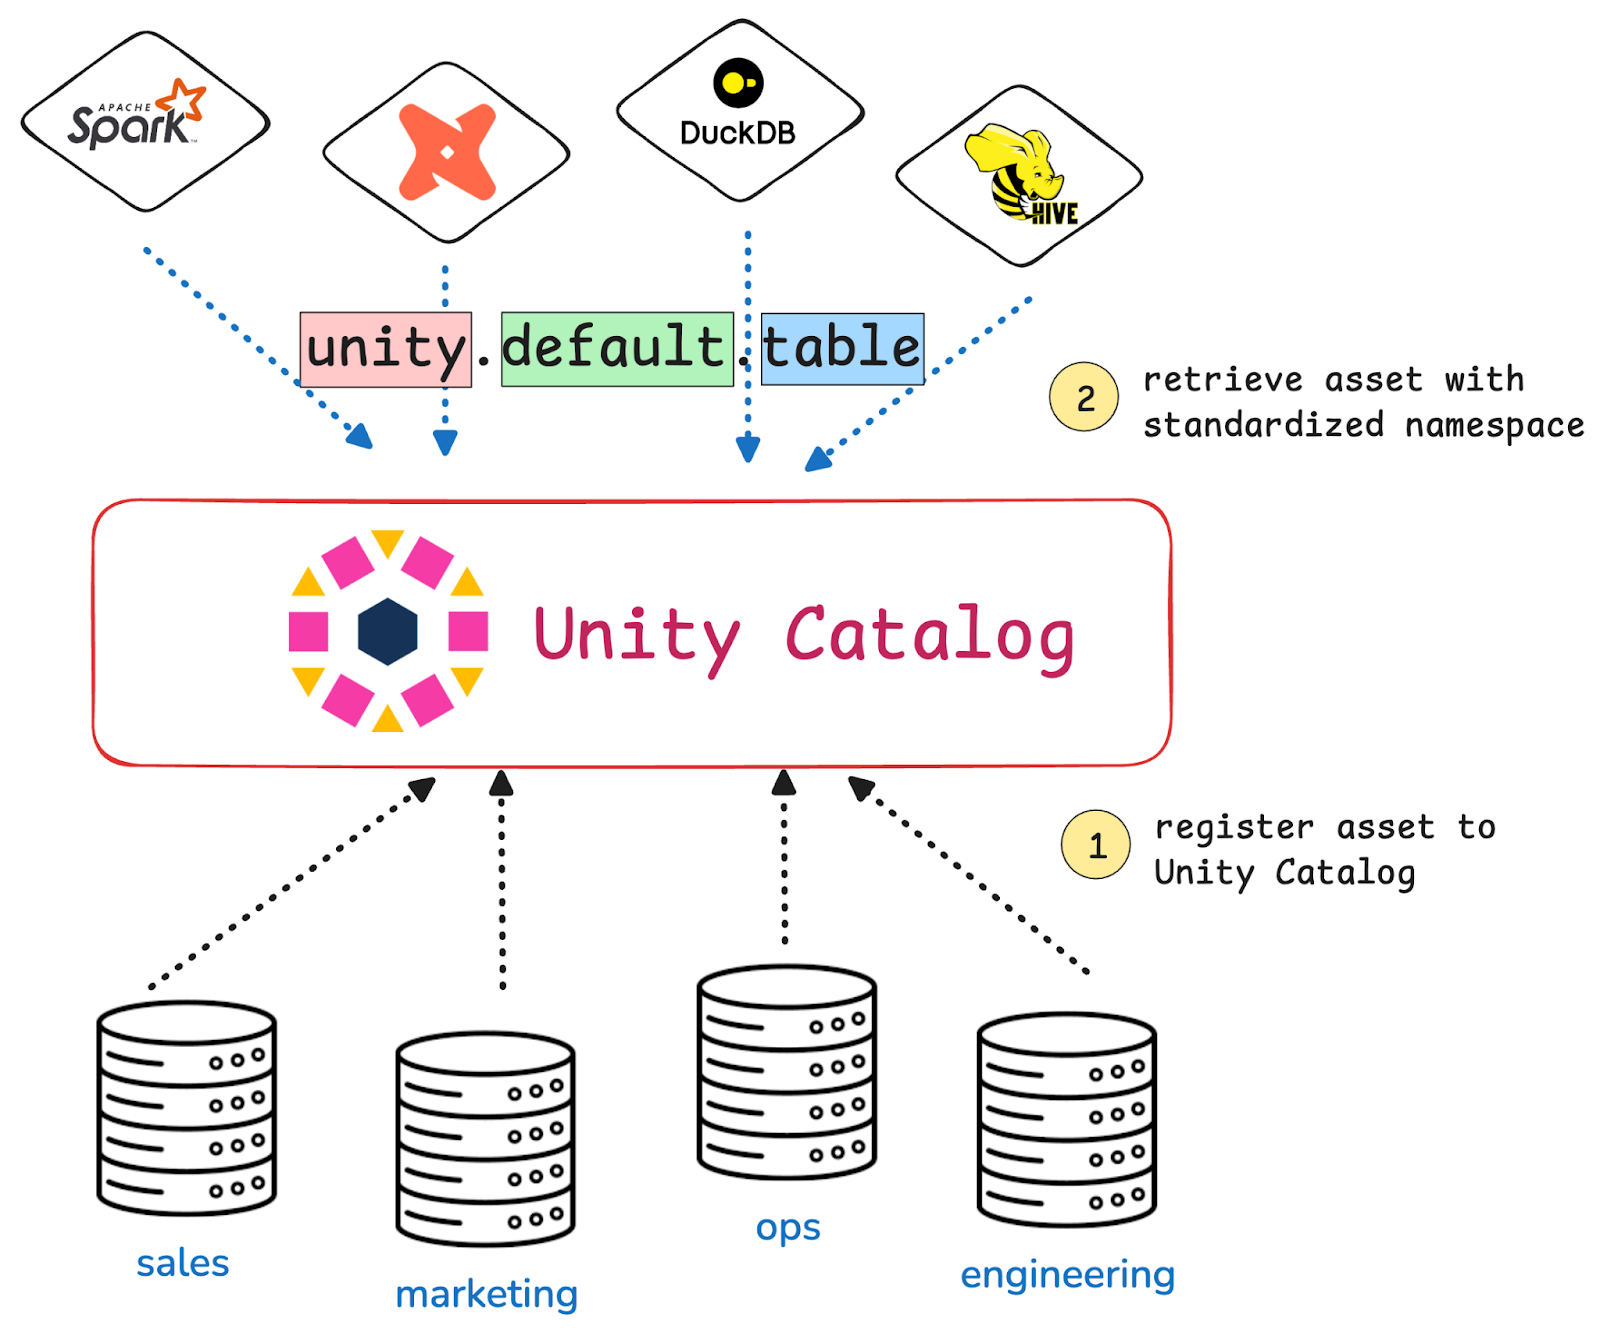 APACHE
Spark™
DuckDB
HIVE
unity.default.table
2
retrieve asset with
standardized namespace
Unity Catalog
1
register asset to
Unity Catalog
sales
marketing
ops
engineering